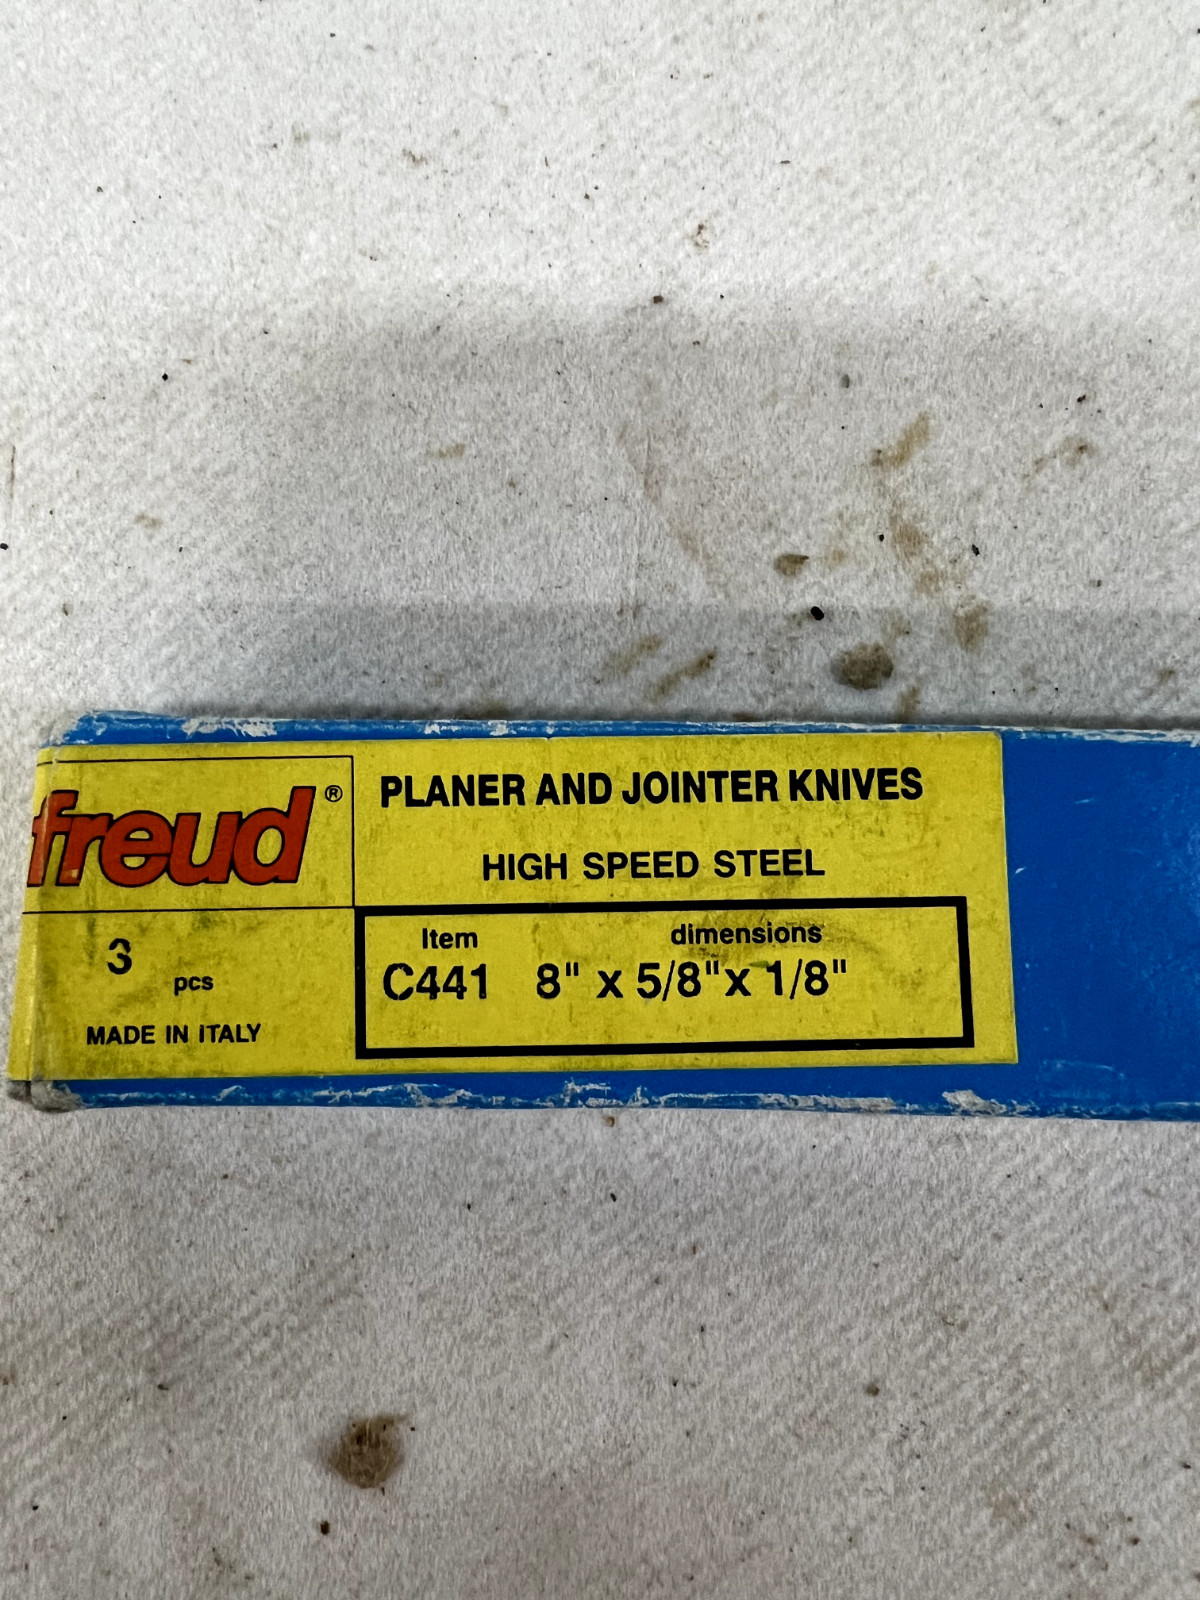 freud®
PLANER AND JOINTER KNIVES
HIGH SPEED STEEL
3 pcs
MADE IN ITALY
Item dimensions
C441 8" x 5/8"x 1/8"